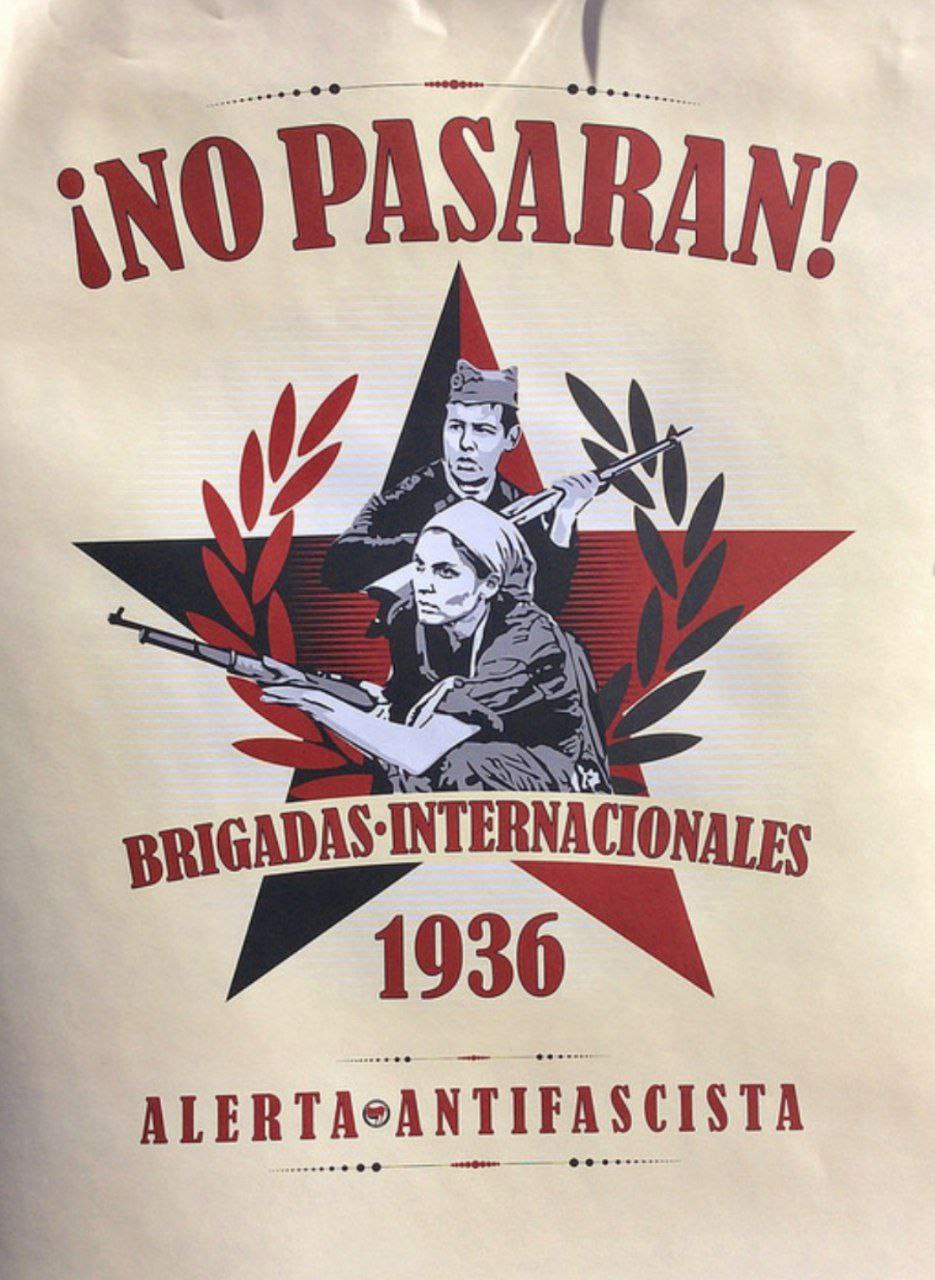 ¡NO PASARAN!
BRIGADAS·INTERNACIONALES
1936
ALERTA ANTIFASCISTA